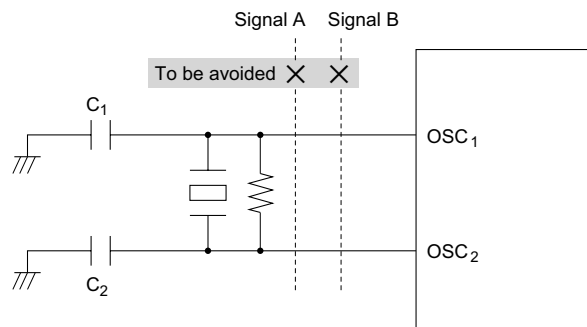 Signal A Signal B
To be avoided
C1
OSC1
OSC2
C2